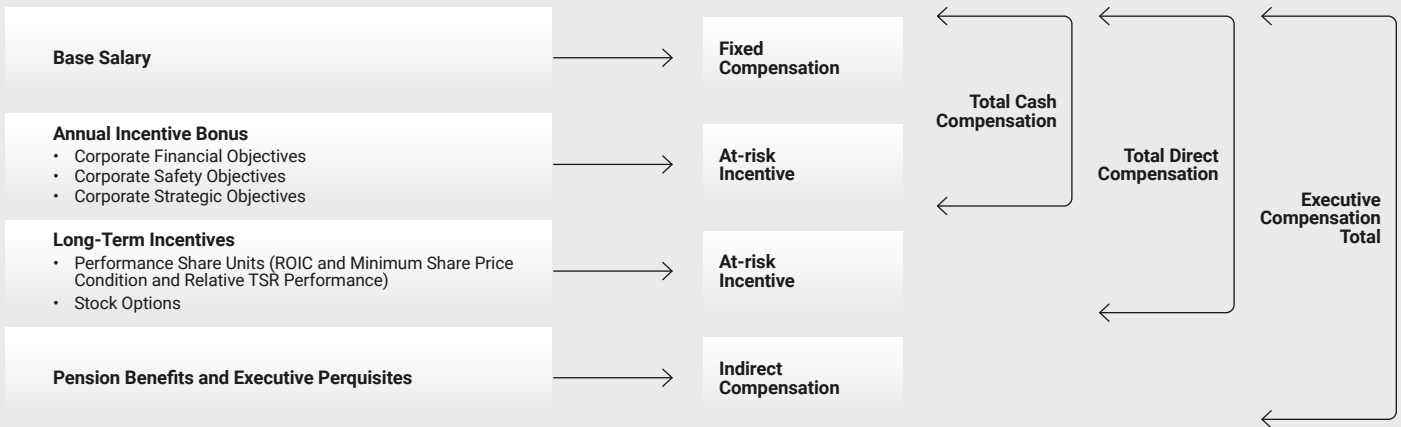 Base Salary
Fixed
Compensation
Annual Incentive Bonus
• Corporate Financial Objectives
• Corporate Safety Objectives
• Corporate Strategic Objectives
At-risk
Incentive
Long-Term Incentives
• Performance Share Units (ROIC and Minimum Share Price
Condition and Relative TSR Performance)
• Stock Options
At-risk
Incentive
Pension Benefits and Executive Perquisites
Indirect
Compensation
Total Cash
Compensation
Total Direct
Compensation
Executive
Compensation
Total